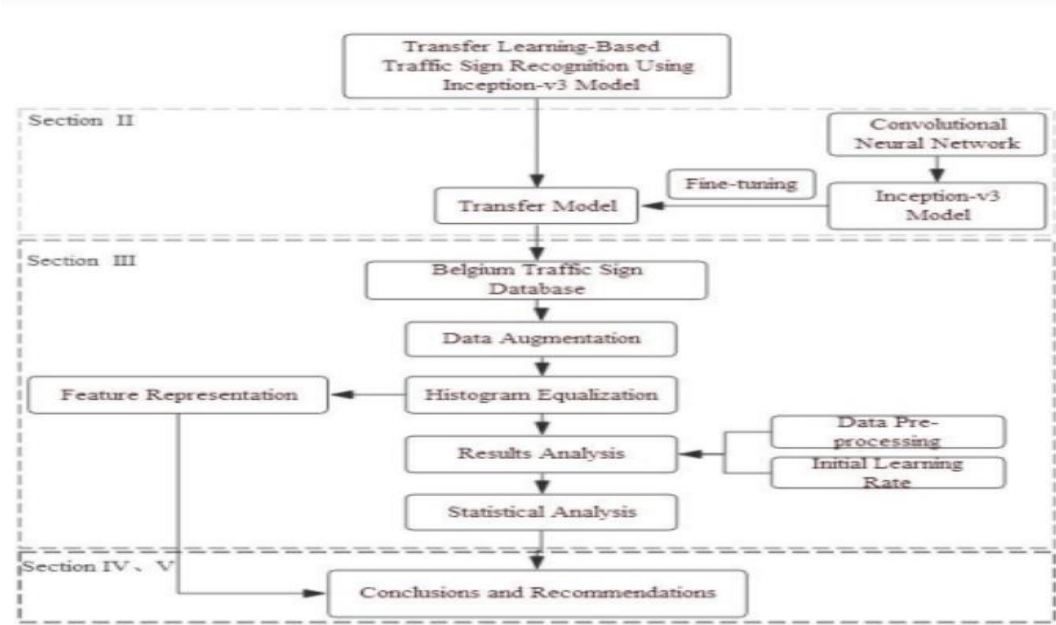 Transfer Learning-Based
Traffic Sign Recognition Using
Inception-v3 Model
Section II
Convolutional
Neural Network
Fine-tuning
Transfer Model
Inception-v3
Model
Section III
Belgium Traffic Sign
Database
Data Augmentation
Feature Representation
Histogram Equalization
Data Pre-
processing
Results Analysis
Initial Learning
Rate
Statistical Analysis
Section IV、V
Conclusions and Recommendations